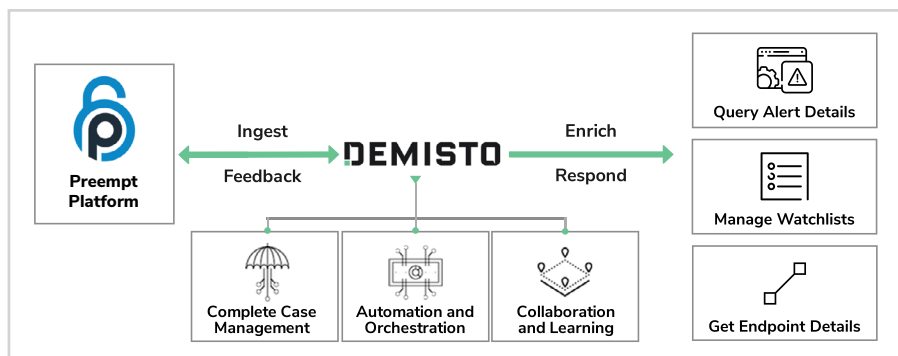 Preempt
Platform
Ingest
Feedback
DEMISTO
Enrich
Respond
Complete Case
Management
Automation and
Orchestration
Collaboration
and Learning
Query Alert Details
Manage Watchlists
Get Endpoint Details